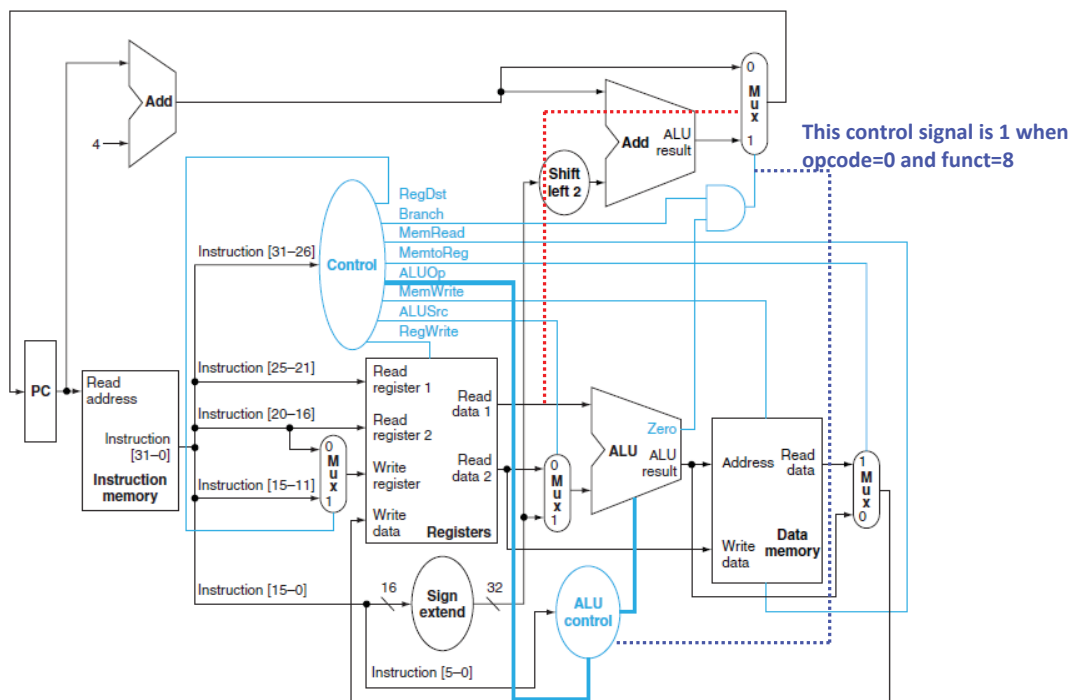 Add
4
0
M
u
x
1
Add
ALU
result
Shift
left 2
This control signal is 1 when
opcode=0 and funct=8
RegDst
Branch
MemRead
MemtoReg
ALUOp
MemWrite
ALUSrc
RegWrite
Control
Instruction [31–26]
Instruction [25–21]
Instruction [20–16]
Instruction [15–11]
Instruction [15–0]
Instruction [5–0]
PC
Read
address
Instruction
[31–0]
Instruction
memory
0
M
u
x
1
Read
register 1
Read
register 2
Write
register
Write
data
Read
data 1
Read
data 2
Registers
0
M
u
x
1
Zero
ALU
ALU
result
Address
Read
data
Write
data
Data
memory
1
M
u
x
0
16
Sign
extend
32
ALU
control